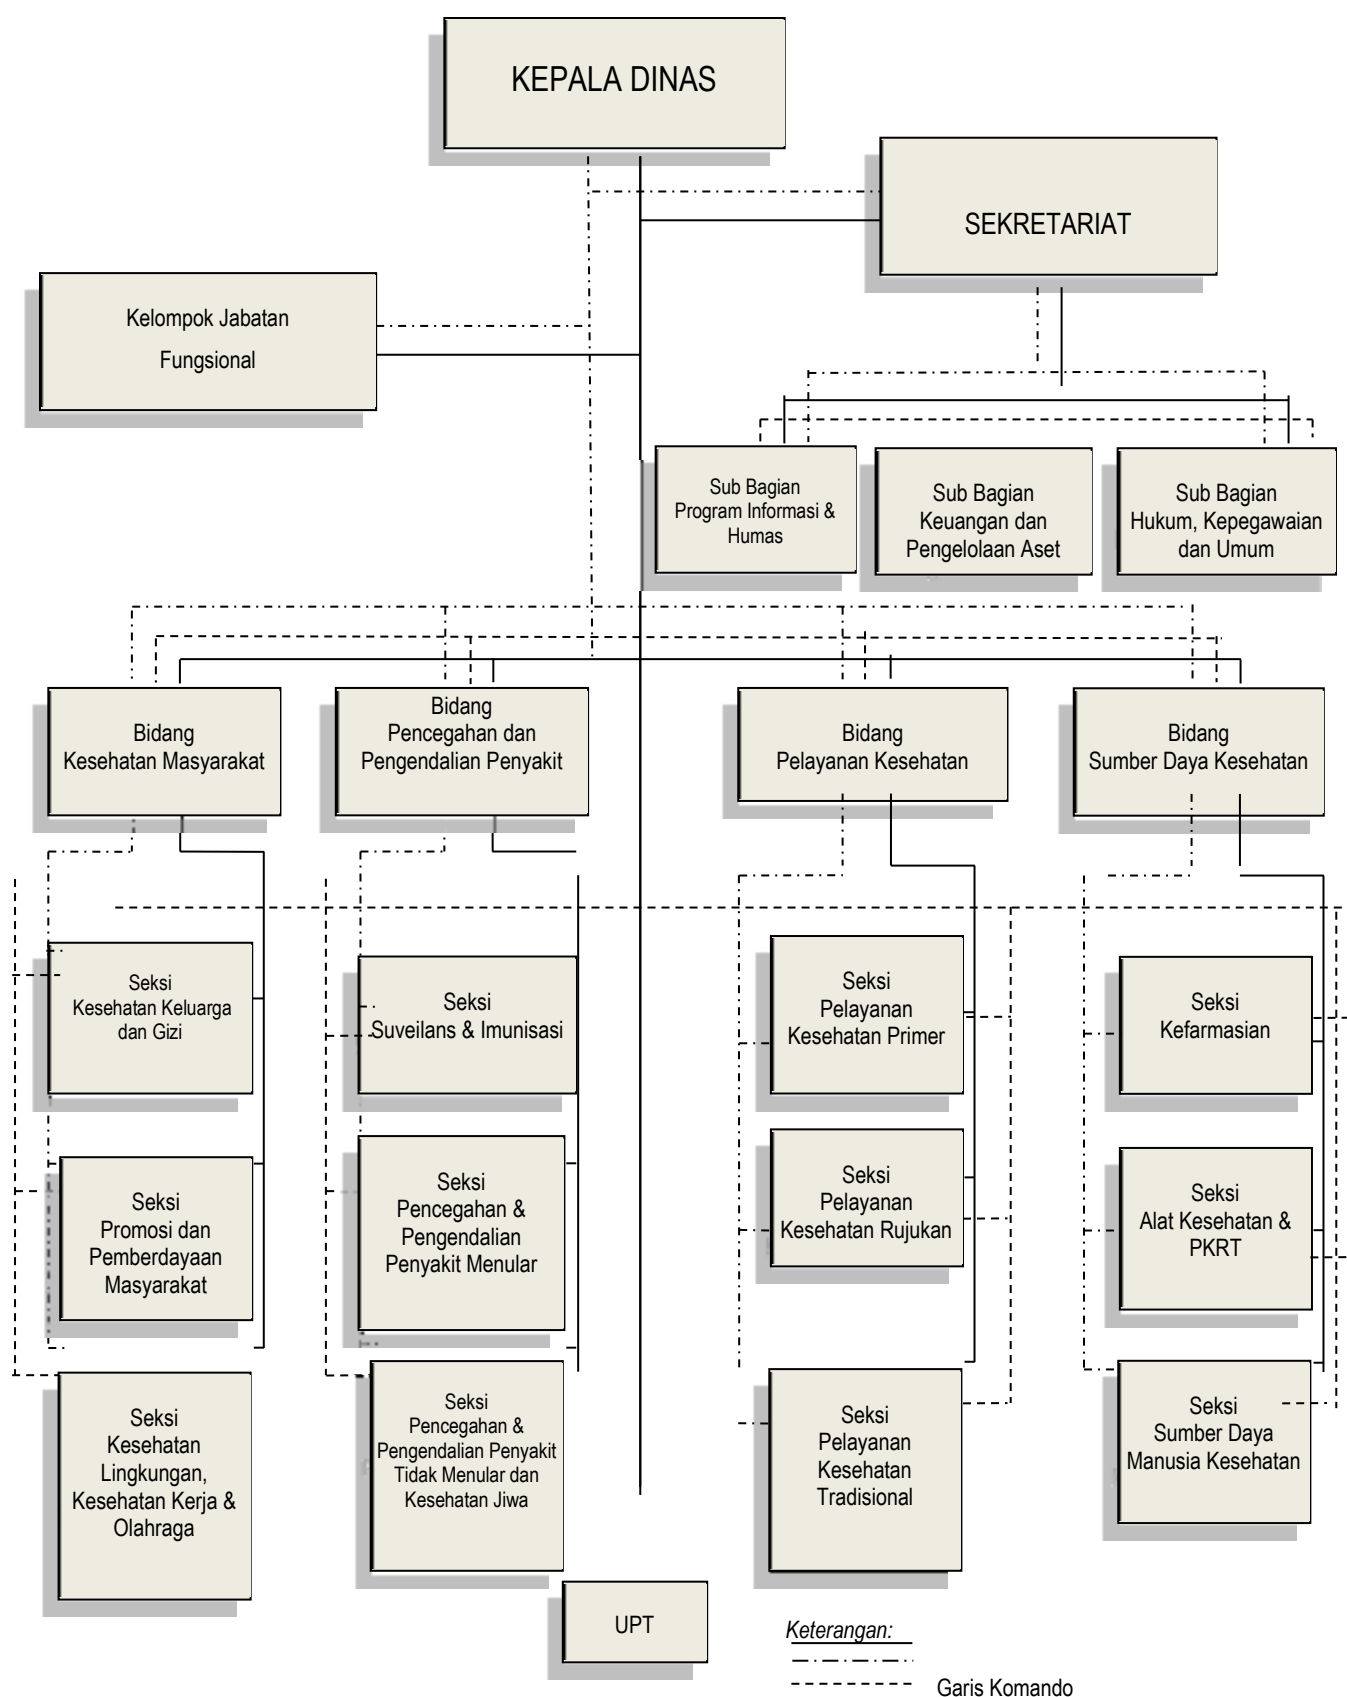 KEPALA DINAS
SEKRETARIAT
Kelompok Jabatan
Fungsional
Sub Bagian
Program Informasi &
Humas
Sub Bagian
Keuangan dan
Pengelolaan Aset
Sub Bagian
Hukum, Kepegawaian
dan Umum
Bidang
Kesehatan Masyarakat
Bidang
Pencegahan dan
Pengendalian Penyakit
Bidang
Pelayanan Kesehatan
Bidang
Sumber Daya Kesehatan
Seksi
Kesehatan Keluarga
dan Gizi
Seksi
Suveilans & Imunisasi
Seksi
Pelayanan
Kesehatan Primer
Seksi
Kefarmasian
Seksi
Promosi dan
Pemberdayaan
Masyarakat
Seksi
Pencegahan &
Pengendalian
Penyakit Menular
Seksi
Pelayanan
Kesehatan Rujukan
Seksi
Alat Kesehatan &
PKRT
Seksi
Kesehatan
Lingkungan,
Kesehatan Kerja &
Olahraga
Seksi
Pencegahan &
Pengendalian Penyakit
Tidak Menular dan
Kesehatan Jiwa
Seksi
Pelayanan
Kesehatan
Tradisional
Seksi
Sumber Daya
Manusia Kesehatan
UPT
Keterangan:
Garis Komando